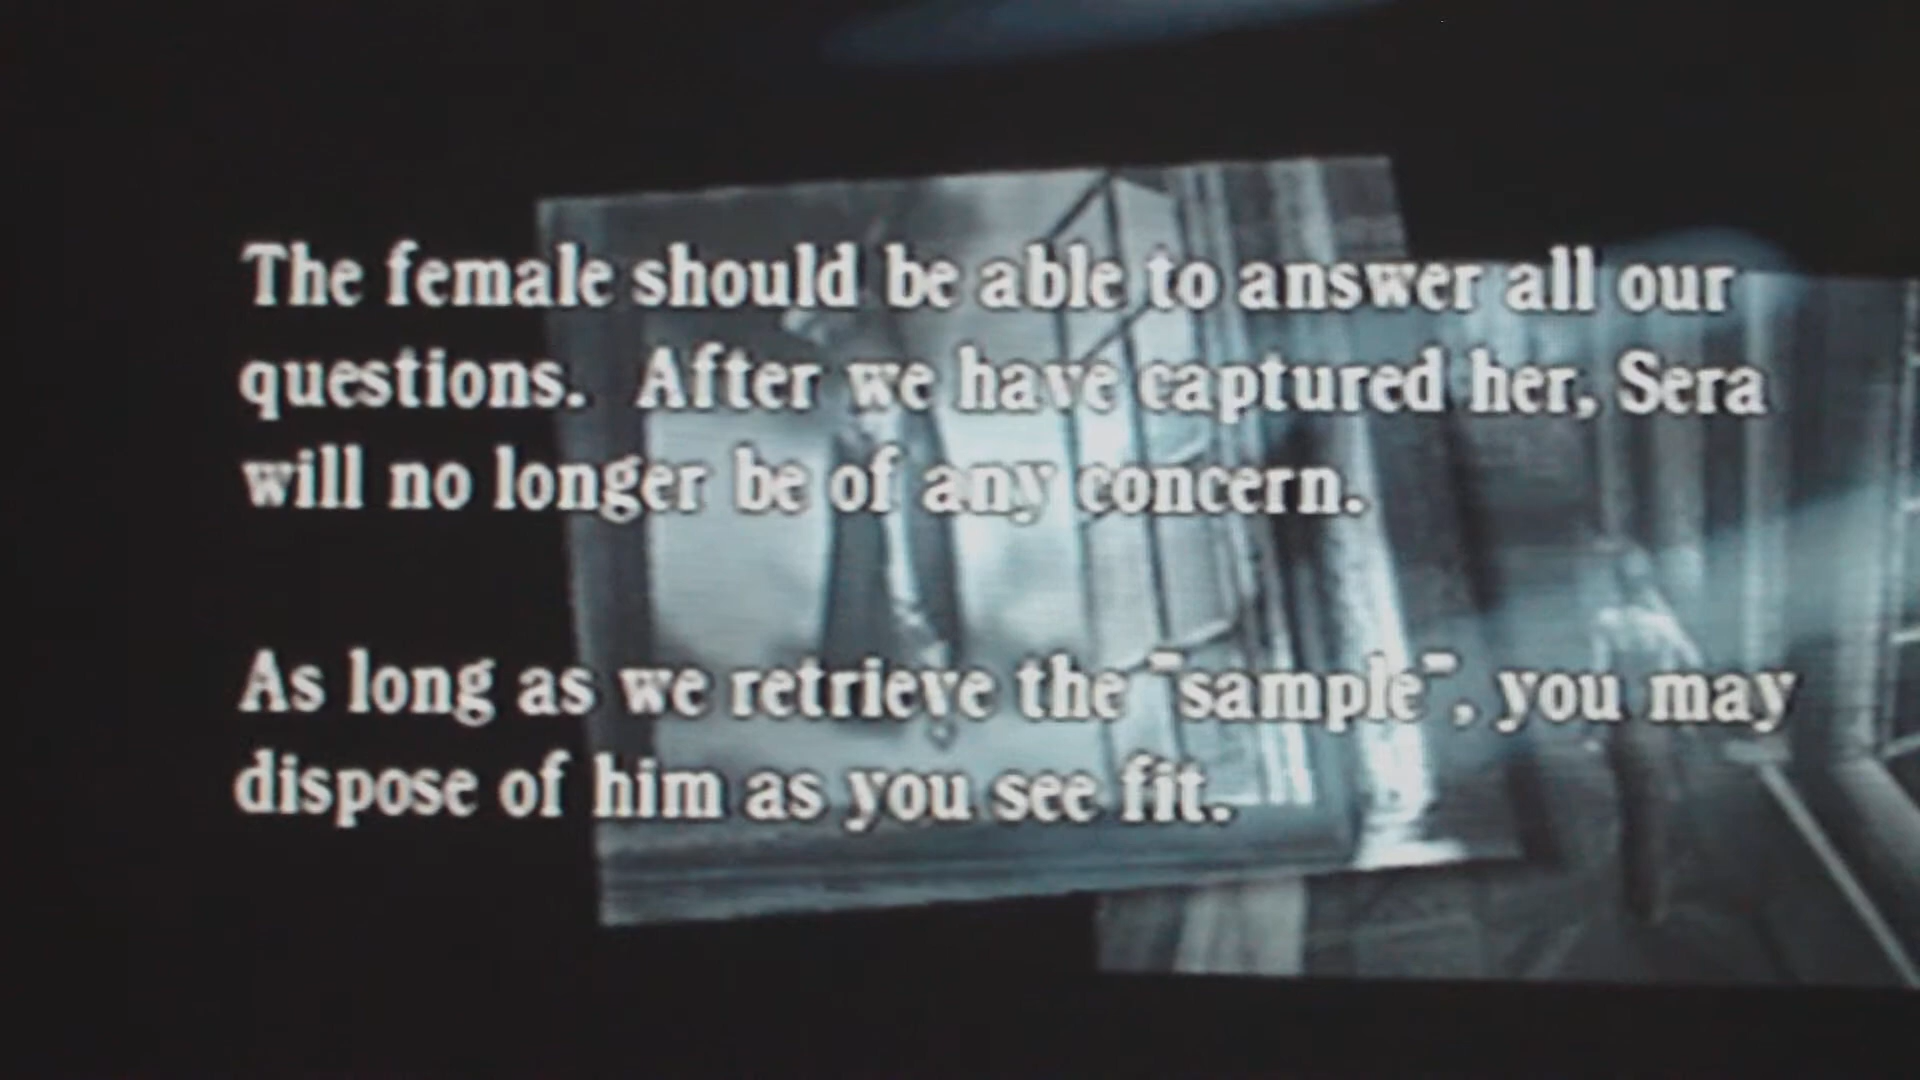 The female should be able to answer all our
questions.  After we have captured her, Sera
will no longer be of any concern.
As long as we retrieve the "sample", you may
dispose of him as you see fit.